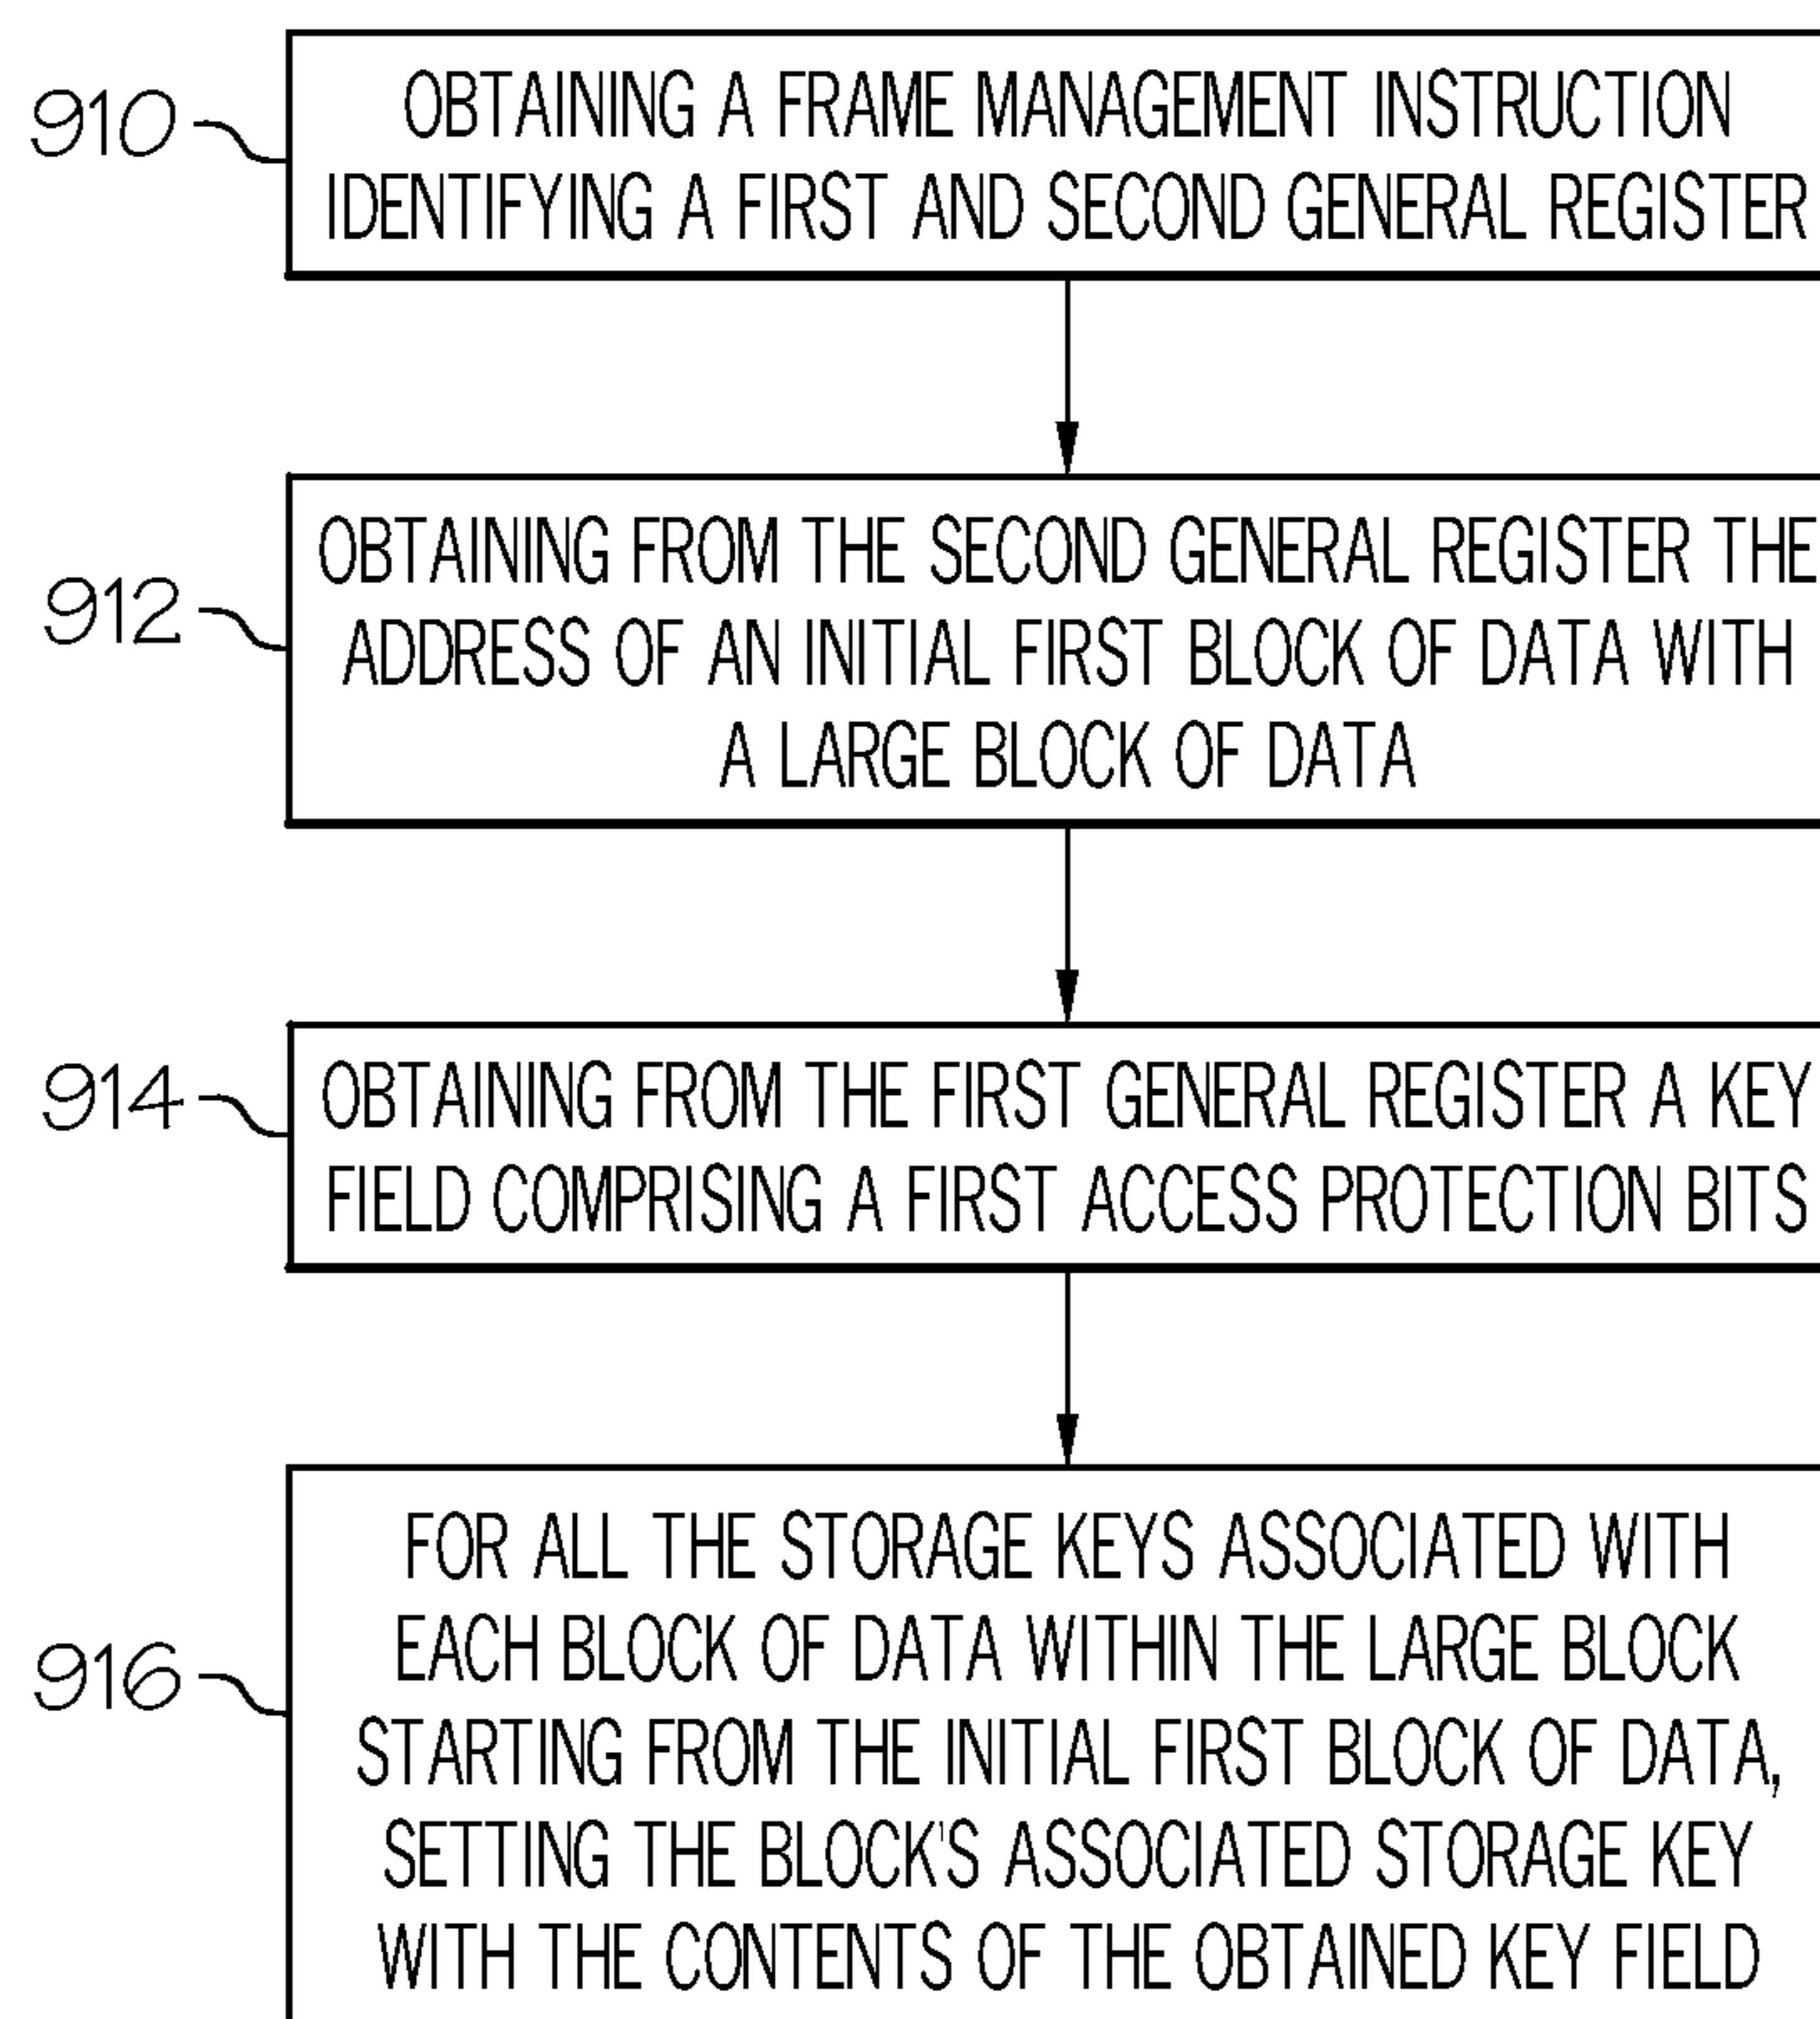 910
OBTAINING A FRAME MANAGEMENT INSTRUCTION
IDENTIFYING A FIRST AND SECOND GENERAL REGISTER
912
OBTAINING FROM THE SECOND GENERAL REGISTER THE
ADDRESS OF AN INITIAL FIRST BLOCK OF DATA WITH
A LARGE BLOCK OF DATA
914
OBTAINING FROM THE FIRST GENERAL REGISTER A KEY
FIELD COMPRISING A FIRST ACCESS PROTECTION BITS
916
FOR ALL THE STORAGE KEYS ASSOCIATED WITH
EACH BLOCK OF DATA WITHIN THE LARGE BLOCK
STARTING FROM THE INITIAL FIRST BLOCK OF DATA,
SETTING THE BLOCK'S ASSOCIATED STORAGE KEY
WITH THE CONTENTS OF THE OBTAINED KEY FIELD